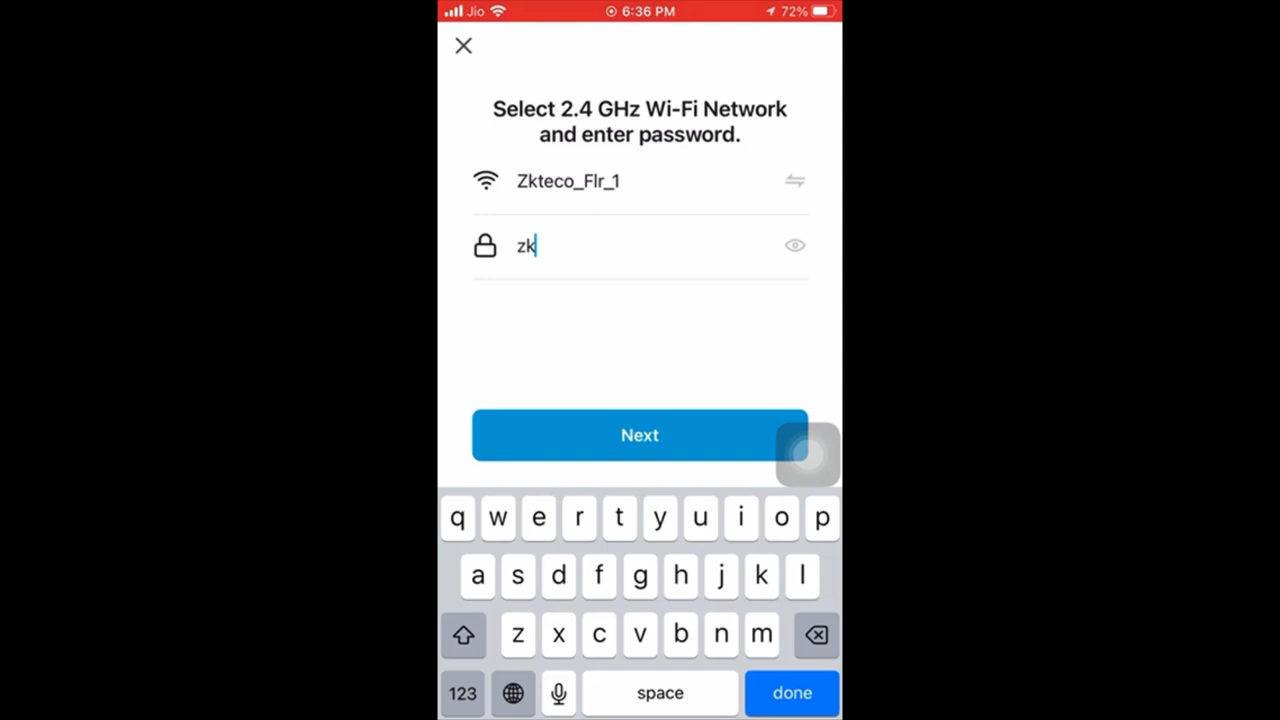 Jio 6:36 PM 72%
Select 2.4 GHz Wi-Fi Network
and enter password.
Zkteco_Flr_1
zk
Next
q w e r t y u i o p
a s d f g h j k l
z x c v b n m
123 space done